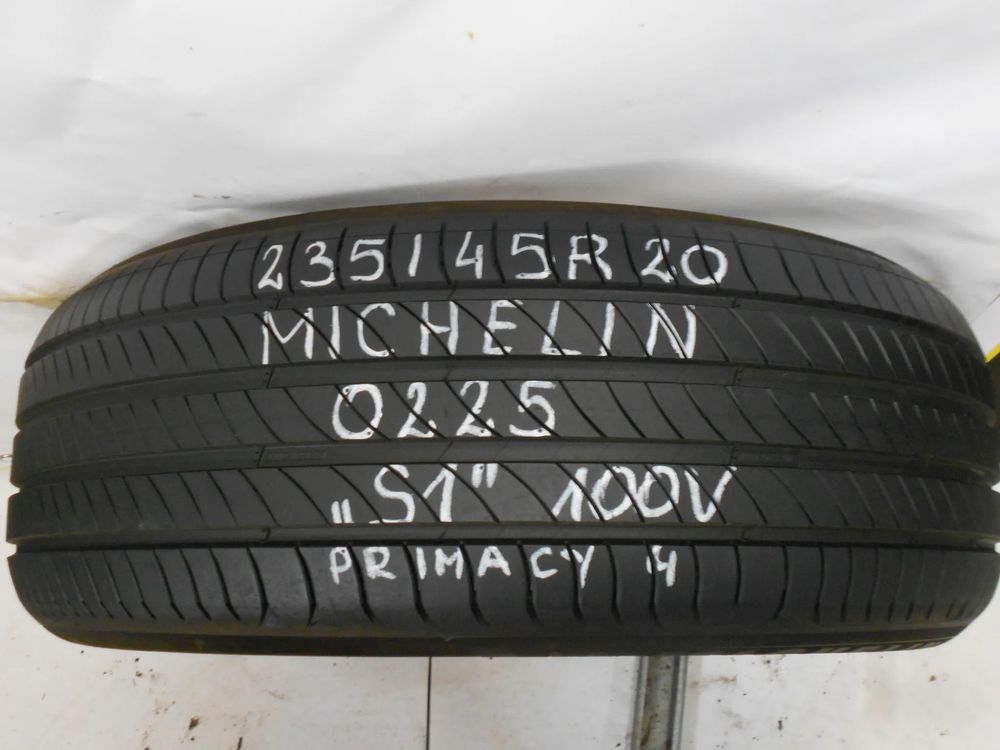 235/45R20
MICHELIN
0225
„S1" 100V
PRIMACY 4